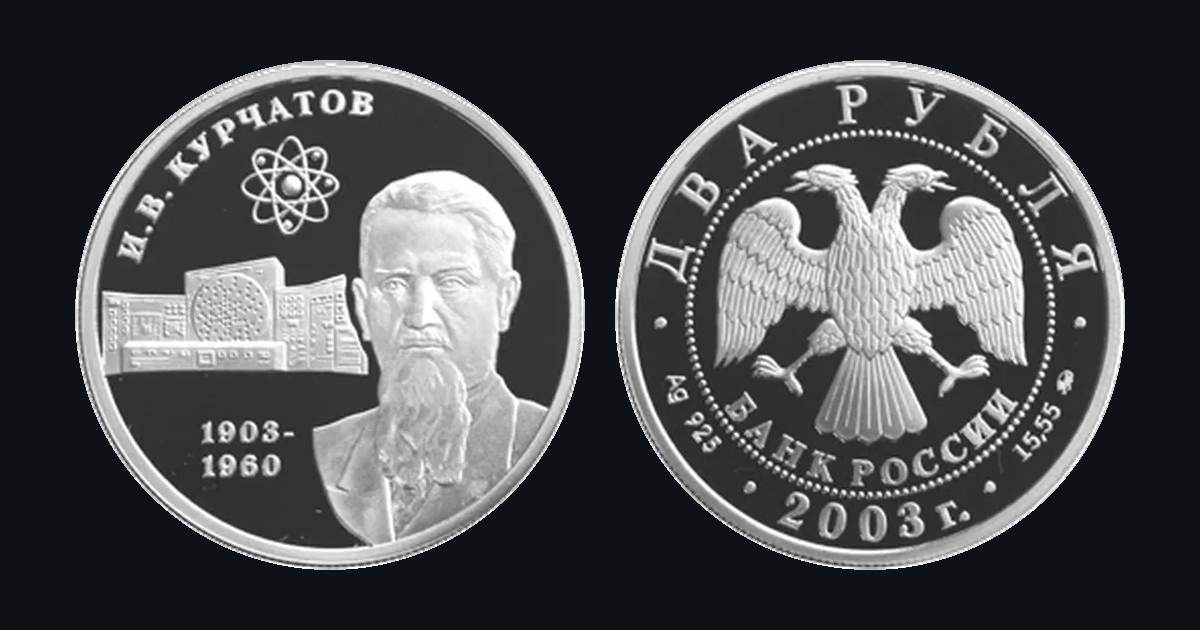 И.В. КУРЧАТОВ
1903-
1960
ДВА РУБЛЯ
БАНК РОССИИ
Ag 925
15,55
2003 г.